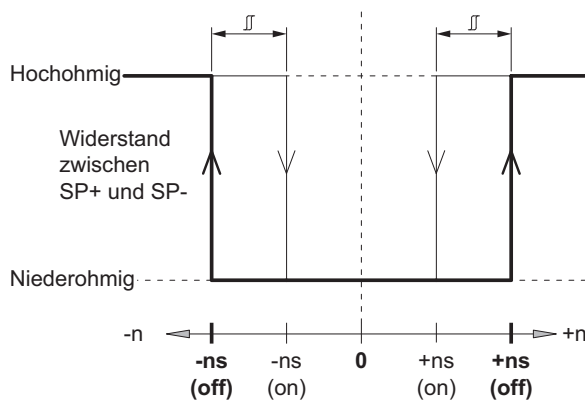 Hochohmig
Widerstand
zwischen
SP+ und SP-
Niederohmig
-n
+n
-ns
(off)
-ns
(on)
0
+ns
(on)
+ns
(off)